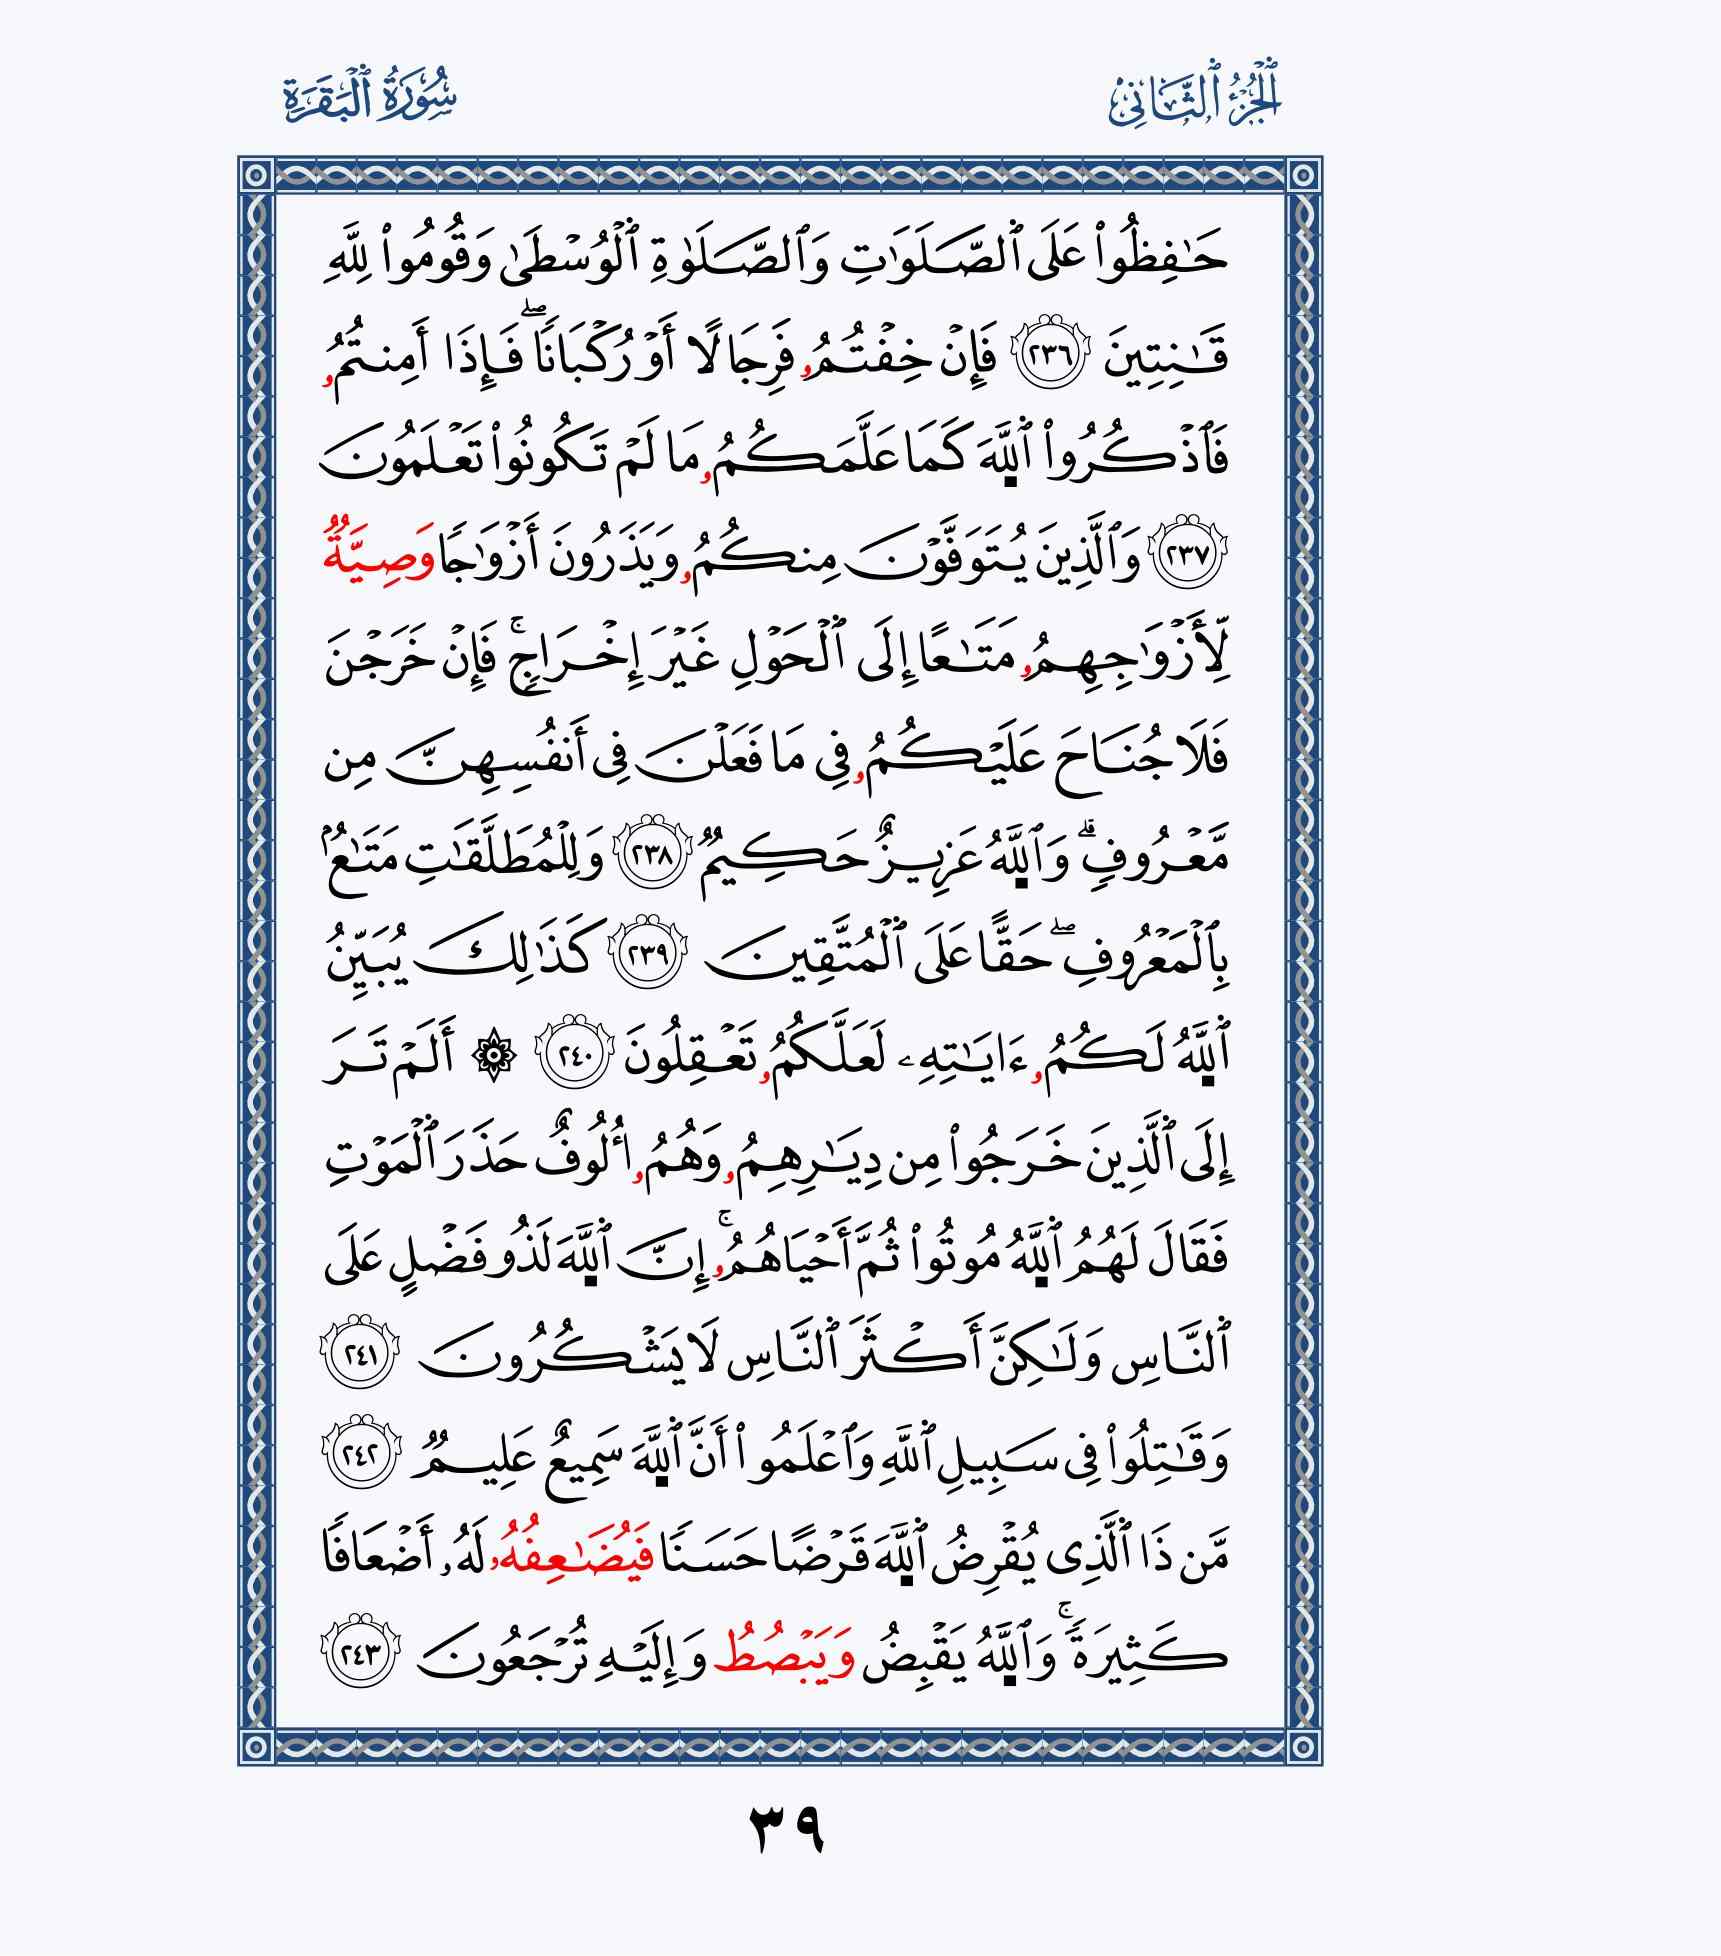 الجُزْءُ ٱلثَّانِى
سُورَةُ ٱلْبَقَرَةِ
حَٰفِظُواْ عَلَى ٱلصَّلَوَٰتِ وَٱلصَّلَوٰةِ ٱلْوُسْطَىٰ وَقُومُواْ لِلَّهِ
قَٰنِتِينَ ٢٣٦ فَإِنْ خِفْتُمُۥ فَرِجَالًا أَوْ رُكْبَانًاۖ فَإِذَا أَمِنتُمُۥ
فَٱذْكُرُواْ ٱللَّهَ كَمَا عَلَّمَكُمُۥ مَا لَمْ تَكُونُواْ تَعْلَمُونَ
٢٣٧ وَٱلَّذِينَ يُتَوَفَّوْنَ مِنكُمُۥ وَيَذَرُونَ أَزْوَٰجًا وَصِيَّةٌ
لِّأَزْوَٰجِهِمُۥ مَتَٰعًا إِلَى ٱلْحَوْلِ غَيْرَ إِخْرَاجٍۚ فَإِنْ خَرَجْنَ
فَلَا جُنَاحَ عَلَيْكُمُۥ فِى مَا فَعَلْنَ فِى أَنفُسِهِنَّ مِن
مَّعْرُوفٍۗ وَٱللَّهُ عَزِيزٌ حَكِيمٌ ٢٣٨ وَلِلْمُطَلَّقَٰتِ مَتَٰعُۢ
بِٱلْمَعْرُوفِۖ حَقًّا عَلَى ٱلْمُتَّقِينَ ٢٣٩ كَذَٰلِكَ يُبَيِّنُ
ٱللَّهُ لَكُمُۥ ءَايَٰتِهِۦ لَعَلَّكُمُۥ تَعْقِلُونَ ٢٤٠ ۞ أَلَمْ تَرَ
إِلَى ٱلَّذِينَ خَرَجُواْ مِن دِيَٰرِهِمُۥ وَهُمُۥ أُلُوفٌ حَذَرَ ٱلْمَوْتِ
فَقَالَ لَهُمُ ٱللَّهُ مُوتُواْ ثُمَّ أَحْيَاهُمُۥۚ إِنَّ ٱللَّهَ لَذُو فَضْلٍ عَلَى
ٱلنَّاسِ وَلَٰكِنَّ أَكْثَرَ ٱلنَّاسِ لَا يَشْكُرُونَ ٢٤١
وَقَٰتِلُواْ فِى سَبِيلِ ٱللَّهِ وَٱعْلَمُواْ أَنَّ ٱللَّهَ سَمِيعٌ عَلِيمٌ ٢٤٢
مَّن ذَا ٱلَّذِى يُقْرِضُ ٱللَّهَ قَرْضًا حَسَنًا فَيُضَٰعِفُهُۥ لَهُۥ أَضْعَافًا
كَثِيرَةًۚ وَٱللَّهُ يَقْبِضُ وَيَبْصُطُ وَإِلَيْهِ تُرْجَعُونَ ٢٤٣
٣٩